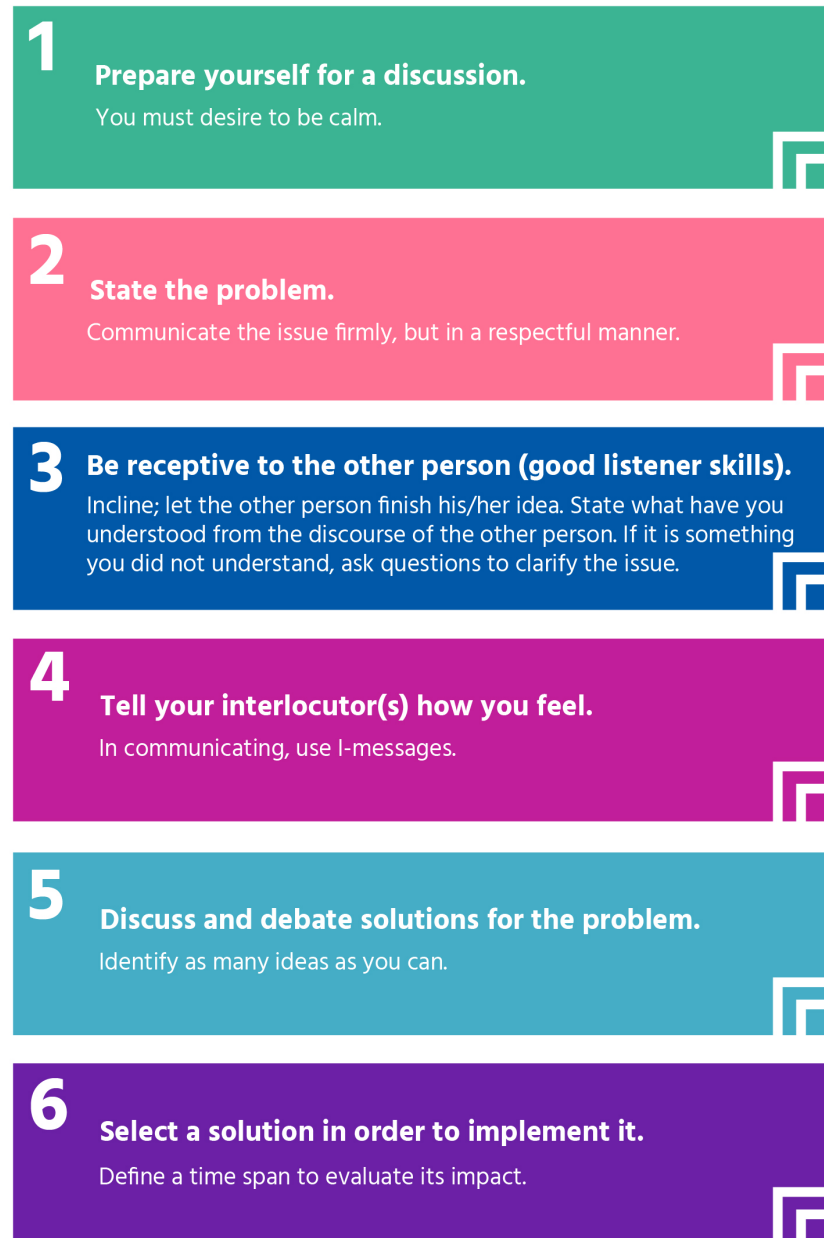 1
Prepare yourself for a discussion.
You must desire to be calm.
2
State the problem.
Communicate the issue firmly, but in a respectful manner.
3
Be receptive to the other person (good listener skills).
Incline; let the other person finish his/her idea. State what have you
understood from the discourse of the other person. If it is something
you did not understand, ask questions to clarify the issue.
4
Tell your interlocutor(s) how you feel.
In communicating, use I-messages.
5
Discuss and debate solutions for the problem.
Identify as many ideas as you can.
6
Select a solution in order to implement it.
Define a time span to evaluate its impact.